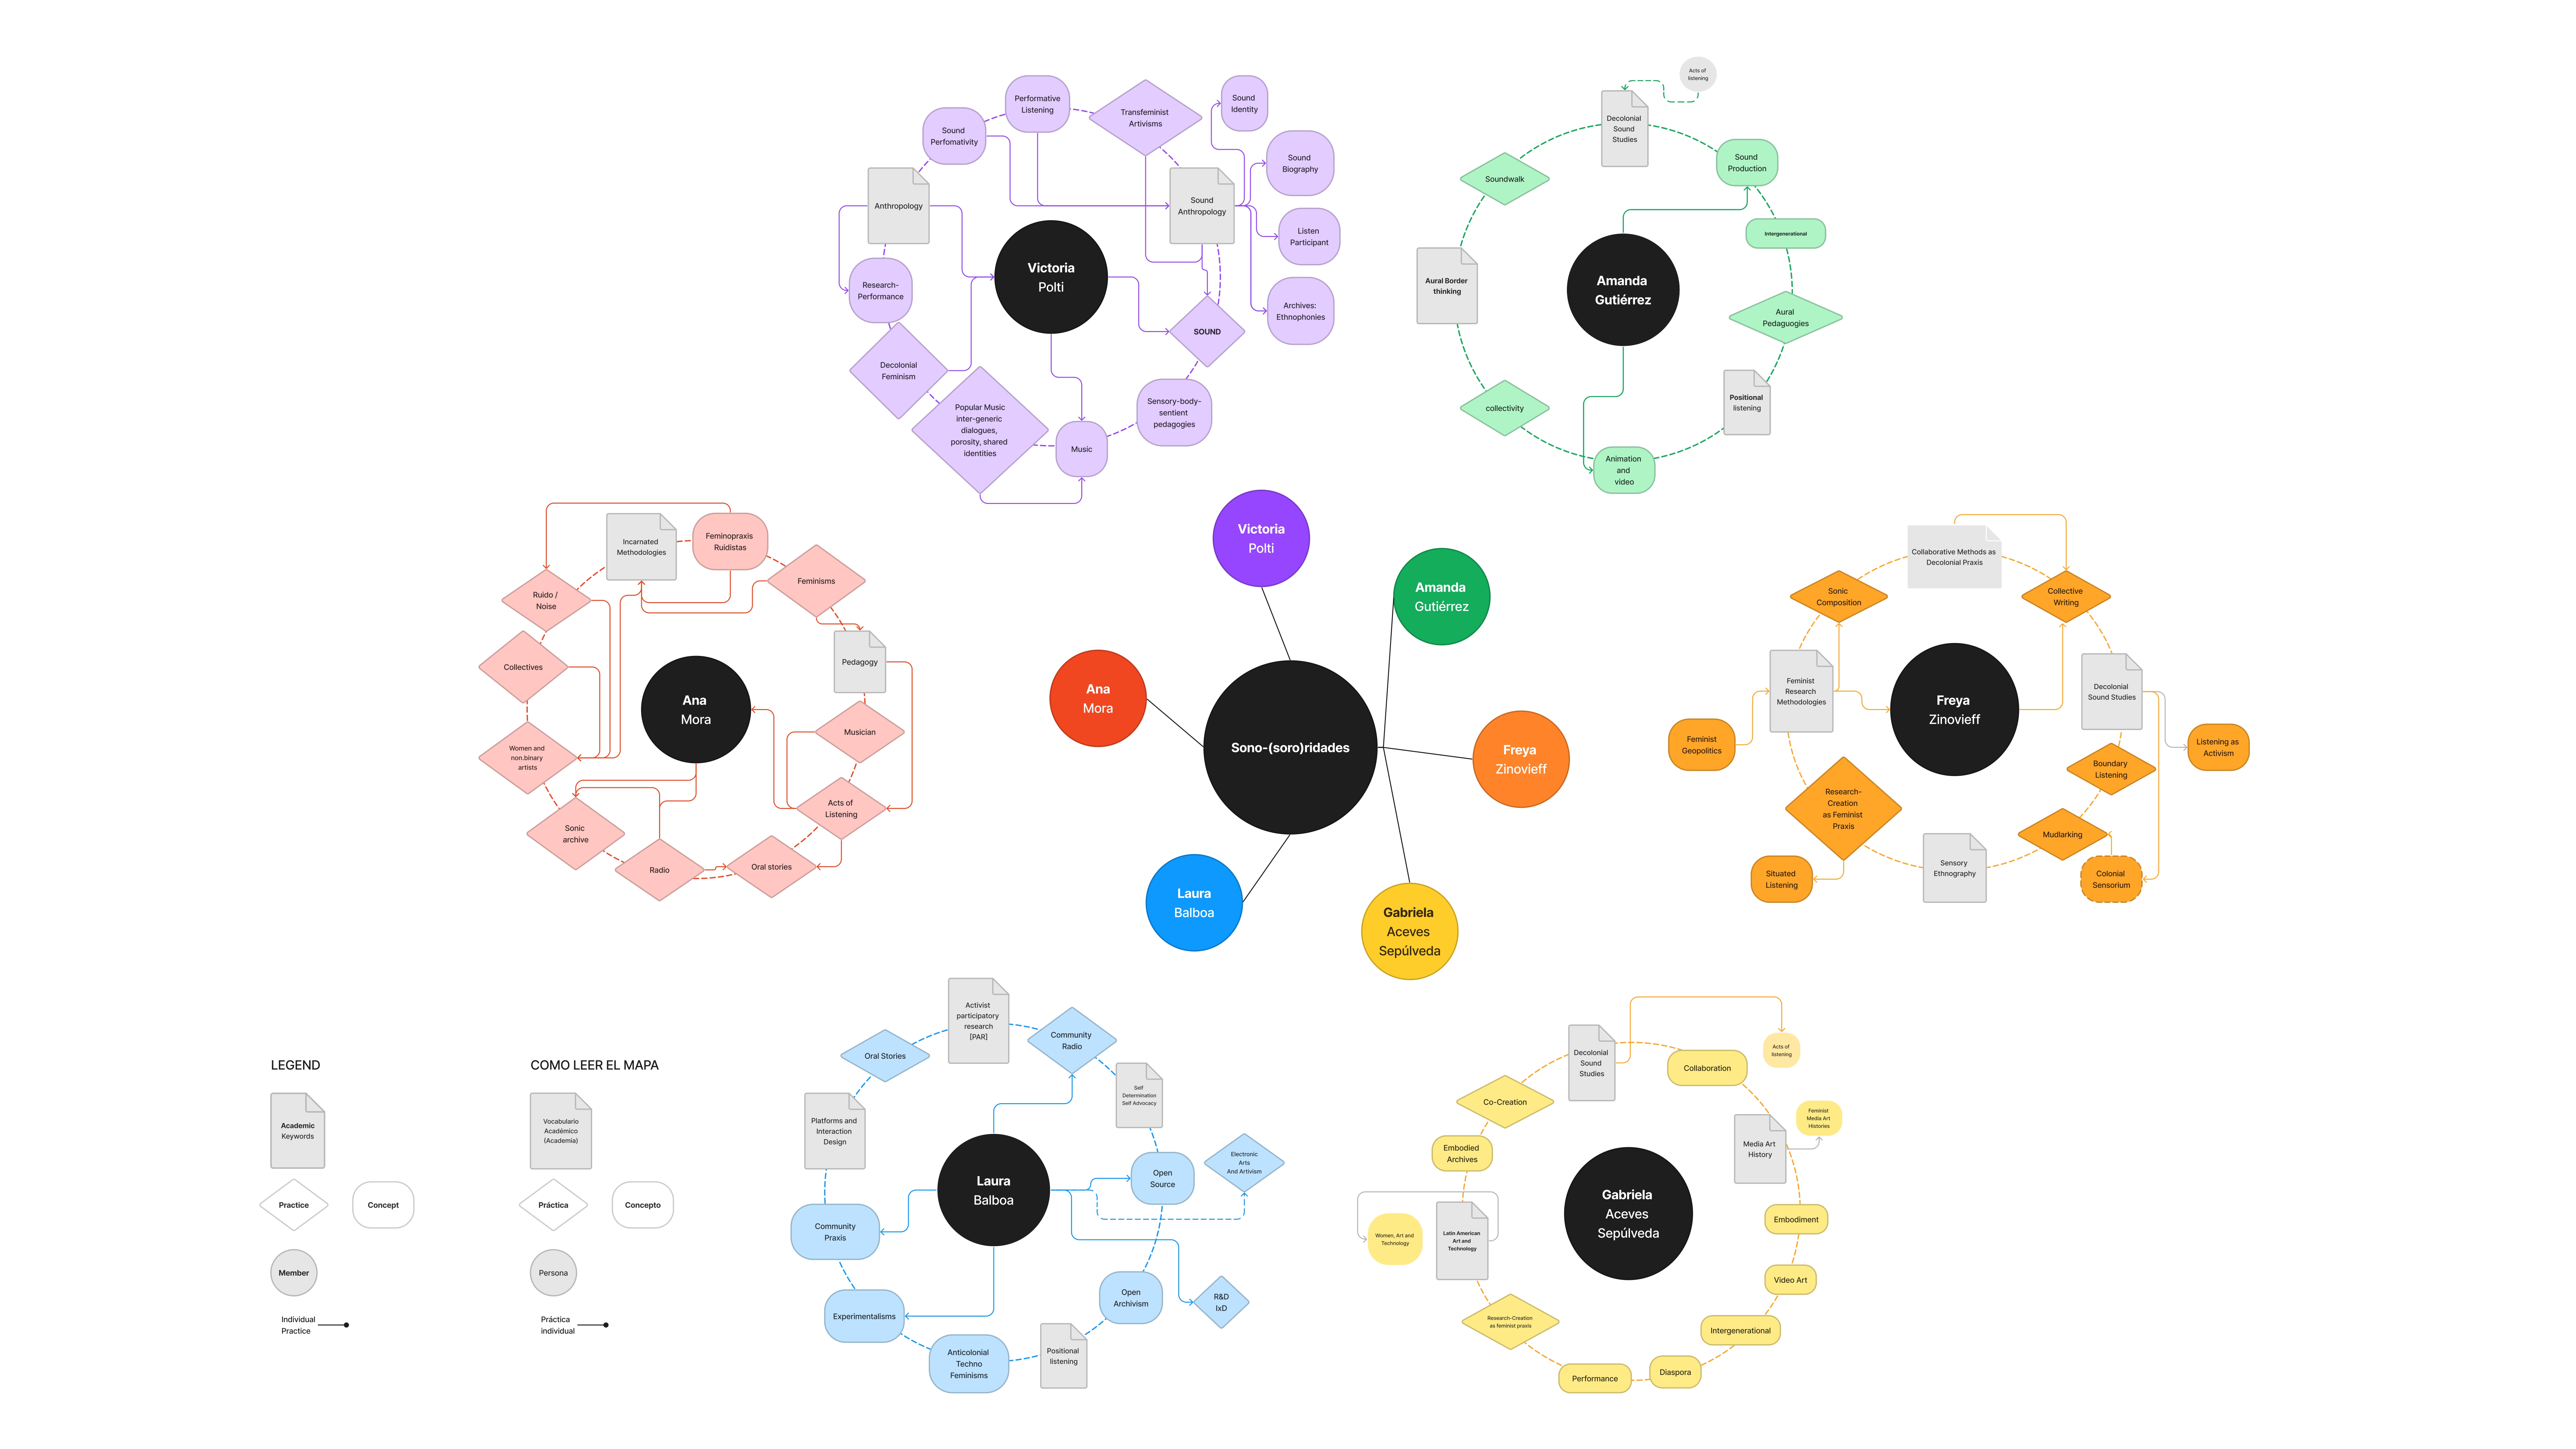 Performative
Listening
Sound
Perfomativity
Transfeminist
Artivisms
Sound
Identity
Sound
Biography
Anthropology
Sound
Anthropology
Listen
Participant
Victoria
Polti
Research-
Performance
Archives:
Ethnophonies
SOUND
Decolonial
Feminism
Popular Music
inter-generic
dialogues,
porosity, shared
identities
Sensory-body-
sentient
pedagogies
Music
Acts of
listening
Decolonial
Sound
Studies
Sound
Production
Soundwalk
Intergenerational
Aural Border
thinking
Amanda
Gutiérrez
Aural
Pedaguogies
Positional
listening
collectivity
Animation
and
video
Incarnated
Methodologies
Feminopraxis
Ruidistas
Feminisms
Ruido /
Noise
Pedagogy
Collectives
Ana
Mora
Musician
Women and
non.binary
artists
Acts of
Listening
Sonic
archive
Radio
Oral stories
Victoria
Polti
Amanda
Gutiérrez
Ana
Mora
Sono-(soro)ridades
Freya
Zinovieff
Laura
Balboa
Gabriela
Aceves
Sepúlveda
Collaborative Methods as
Decolonial Praxis
Sonic
Composition
Collective
Writing
Feminist
Research
Methodologies
Freya
Zinovieff
Decolonial
Sound Studies
Feminist
Geopolitics
Listening as
Activism
Boundary
Listening
Research-
Creation
as Feminist
Praxis
Mudlarking
Situated
Listening
Sensory
Ethnography
Colonial
Sensorium
LEGEND
Academic
Keywords
Practice
Concept
Member
Individual
Practice
COMO LEER EL MAPA
Vocabulario
Académico
(Academia)
Práctica
Concepto
Persona
Práctica
individual
Activist
participatory
research
[PAR]
Oral Stories
Community
Radio
Self
Determination
Self Advocacy
Platforms and
Interaction
Design
Electronic
Arts
And Artivism
Open
Source
Laura
Balboa
Community
Praxis
Open
Archivism
R&D
IxD
Experimentalisms
Anticolonial
Techno
Feminisms
Positional
listening
Decolonial
Sound
Studies
Acts of
listening
Collaboration
Co-Creation
Feminist
Media Art
Histories
Media Art
History
Embodied
Archives
Women, Art and
Technology
Latin American
Art and
Technology
Gabriela
Aceves
Sepúlveda
Embodiment
Video Art
Research-Creation
as feminist praxis
Intergenerational
Diaspora
Performance